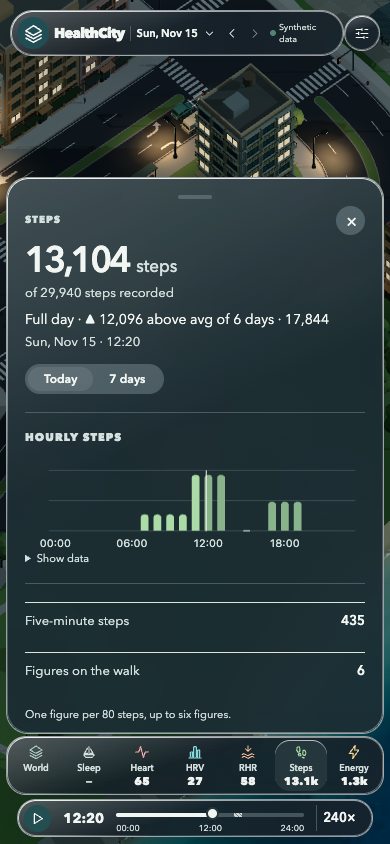 HealthCity
Sun, Nov 15
Synthetic
data
STEPS
13,104 steps
of 29,940 steps recorded
Full day · ▲ 12,096 above avg of 6 days · 17,844
Sun, Nov 15 · 12:20
Today 7 days
HOURLY STEPS
00:00 06:00 12:00 18:00
Show data
Five-minute steps 435
Figures on the walk 6
One figure per 80 steps, up to six figures.
World Sleep Heart HRV RHR Steps Energy
– 65 27 58 13.1k 1.3k
12:20 240×
00:00 12:00 24:00